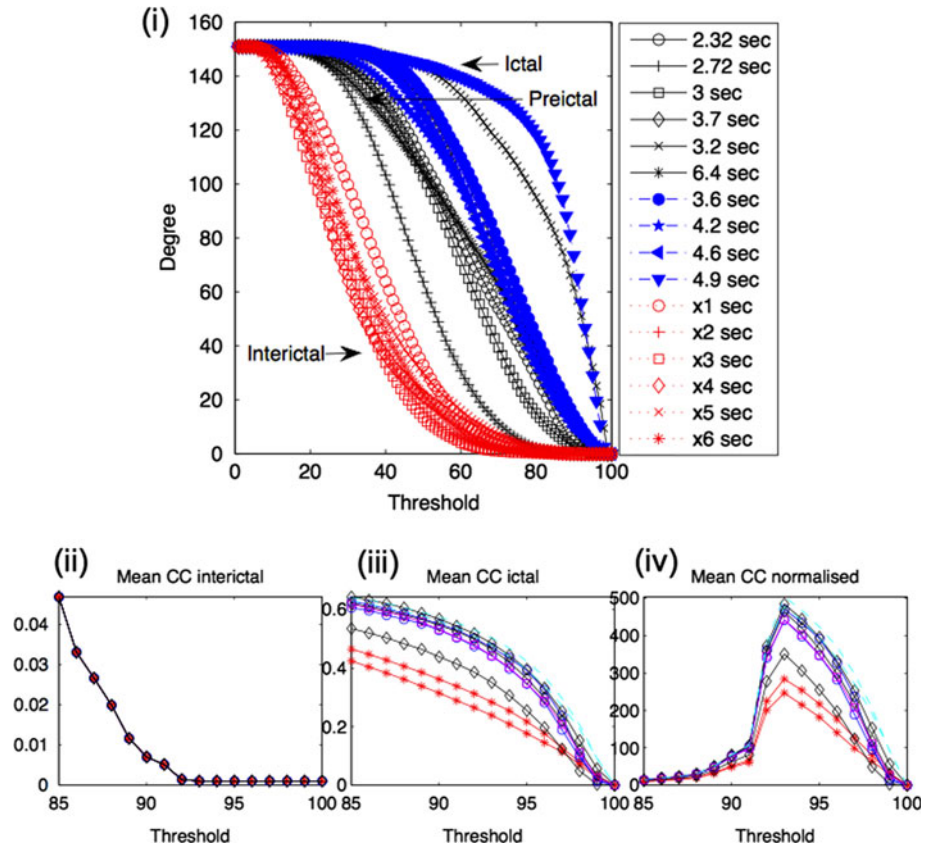 (i)
160
140
120
100
80
60
40
20
0
Degree
0 20 40 60 80 100
Threshold
Ictal
Preictal
Interictal
2.32 sec
2.72 sec
3 sec
3.7 sec
3.2 sec
6.4 sec
3.6 sec
4.2 sec
4.6 sec
4.9 sec
x1 sec
x2 sec
x3 sec
x4 sec
x5 sec
x6 sec
(ii)
Mean CC interictal
0.04
0.03
0.02
0.01
0
85 90 95 100
Threshold
(iii)
Mean CC ictal
0.6
0.4
0.2
0
85 90 95 100
Threshold
(iv)
Mean CC normalised
500
400
300
200
100
0
85 90 95 100
Threshold